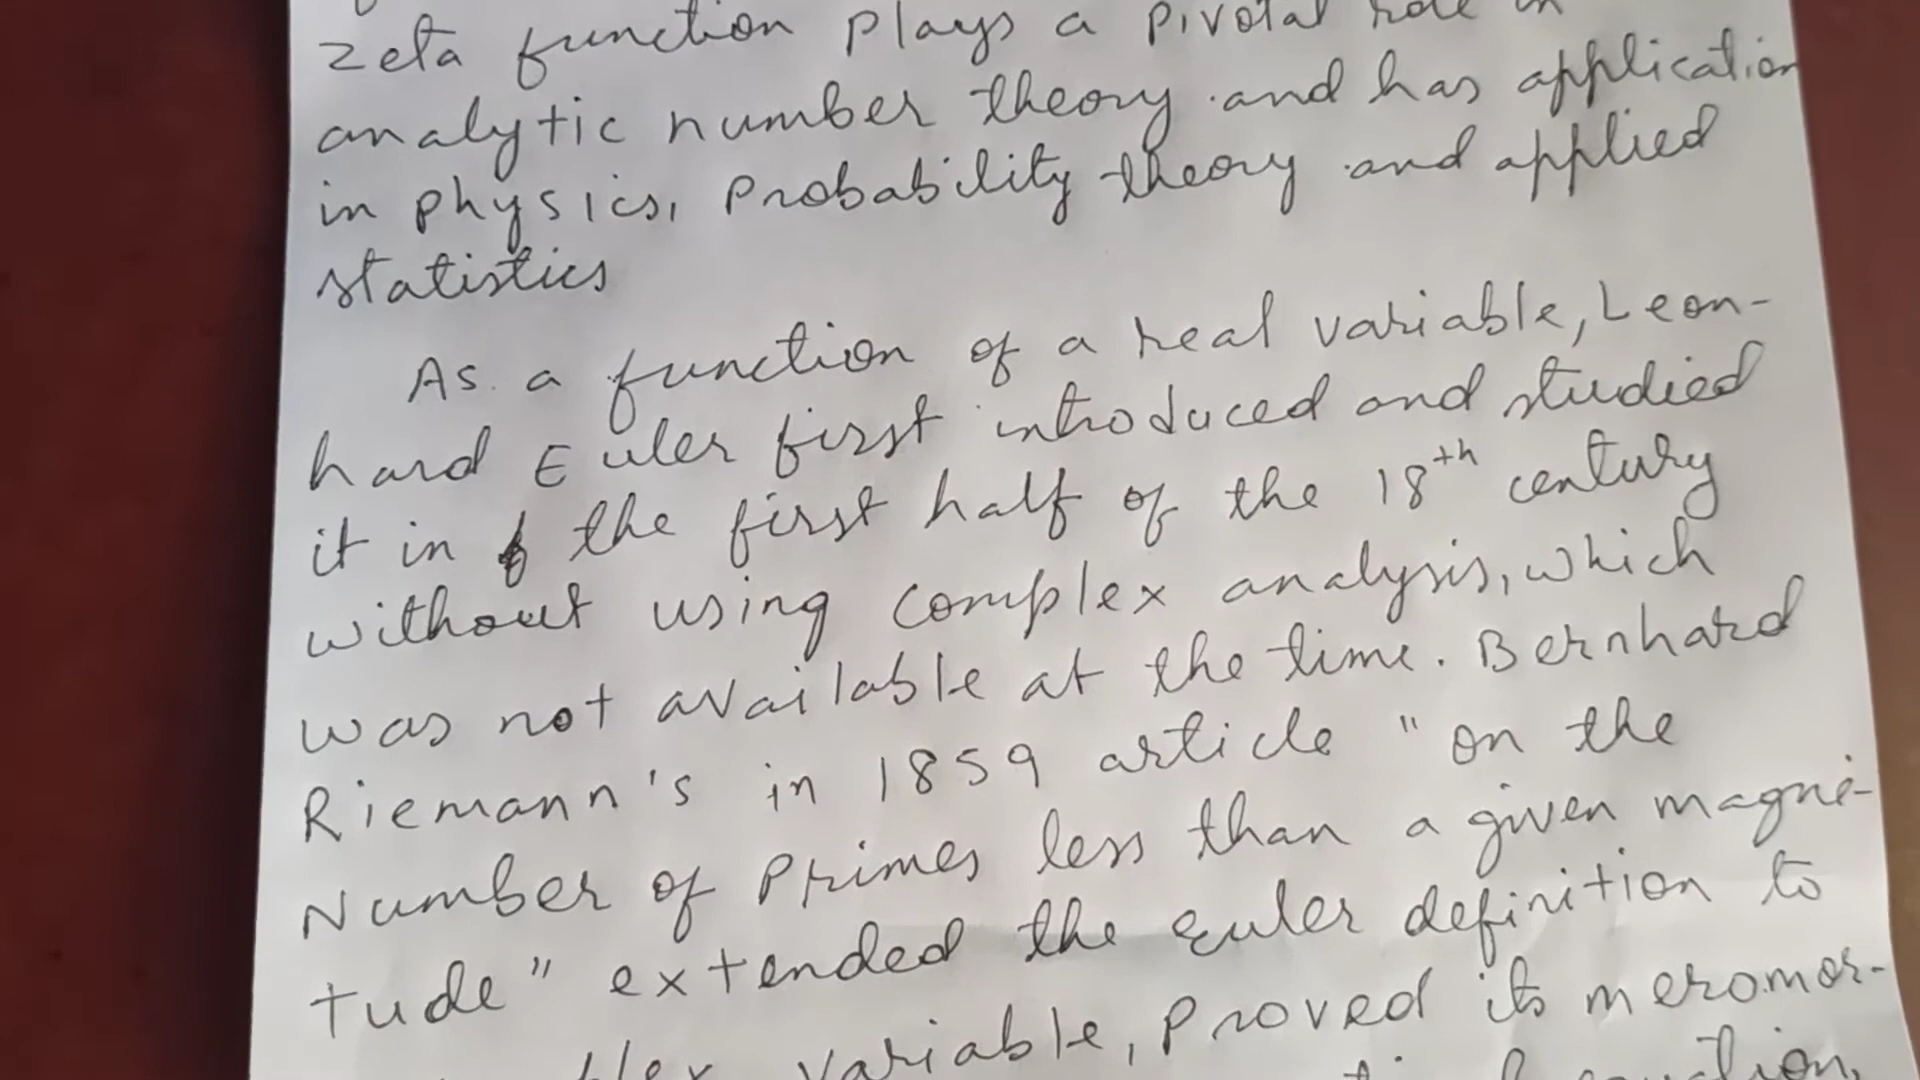 zeta function plays a pivotal role in
analytic number theory and has application
in physics, Probability theory and applied
statistics
As a function of a real variable, Leon-
hard Euler first introduced and studied
it in the first half of the 18th century
without using complex analysis, which
was not available at the time. Bernhard
Riemann's in 1859 article "on the
Number of Primes less than a given magni-
tude" extended the Euler definition to
variable, proved its meromor-